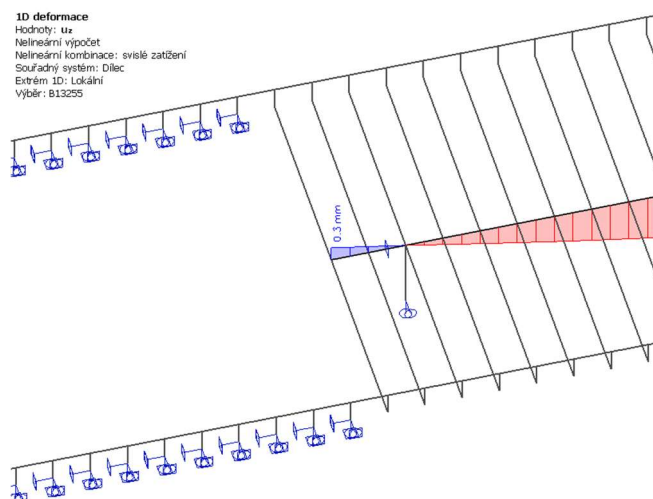 1D deformace
Hodnoty: uz
Nelineární výpočet
Nelineární kombinace: svislé zatížení
Souřadný systém: Dílec
Extrém 1D: Lokální
Výběr: B13255
0.3 mm